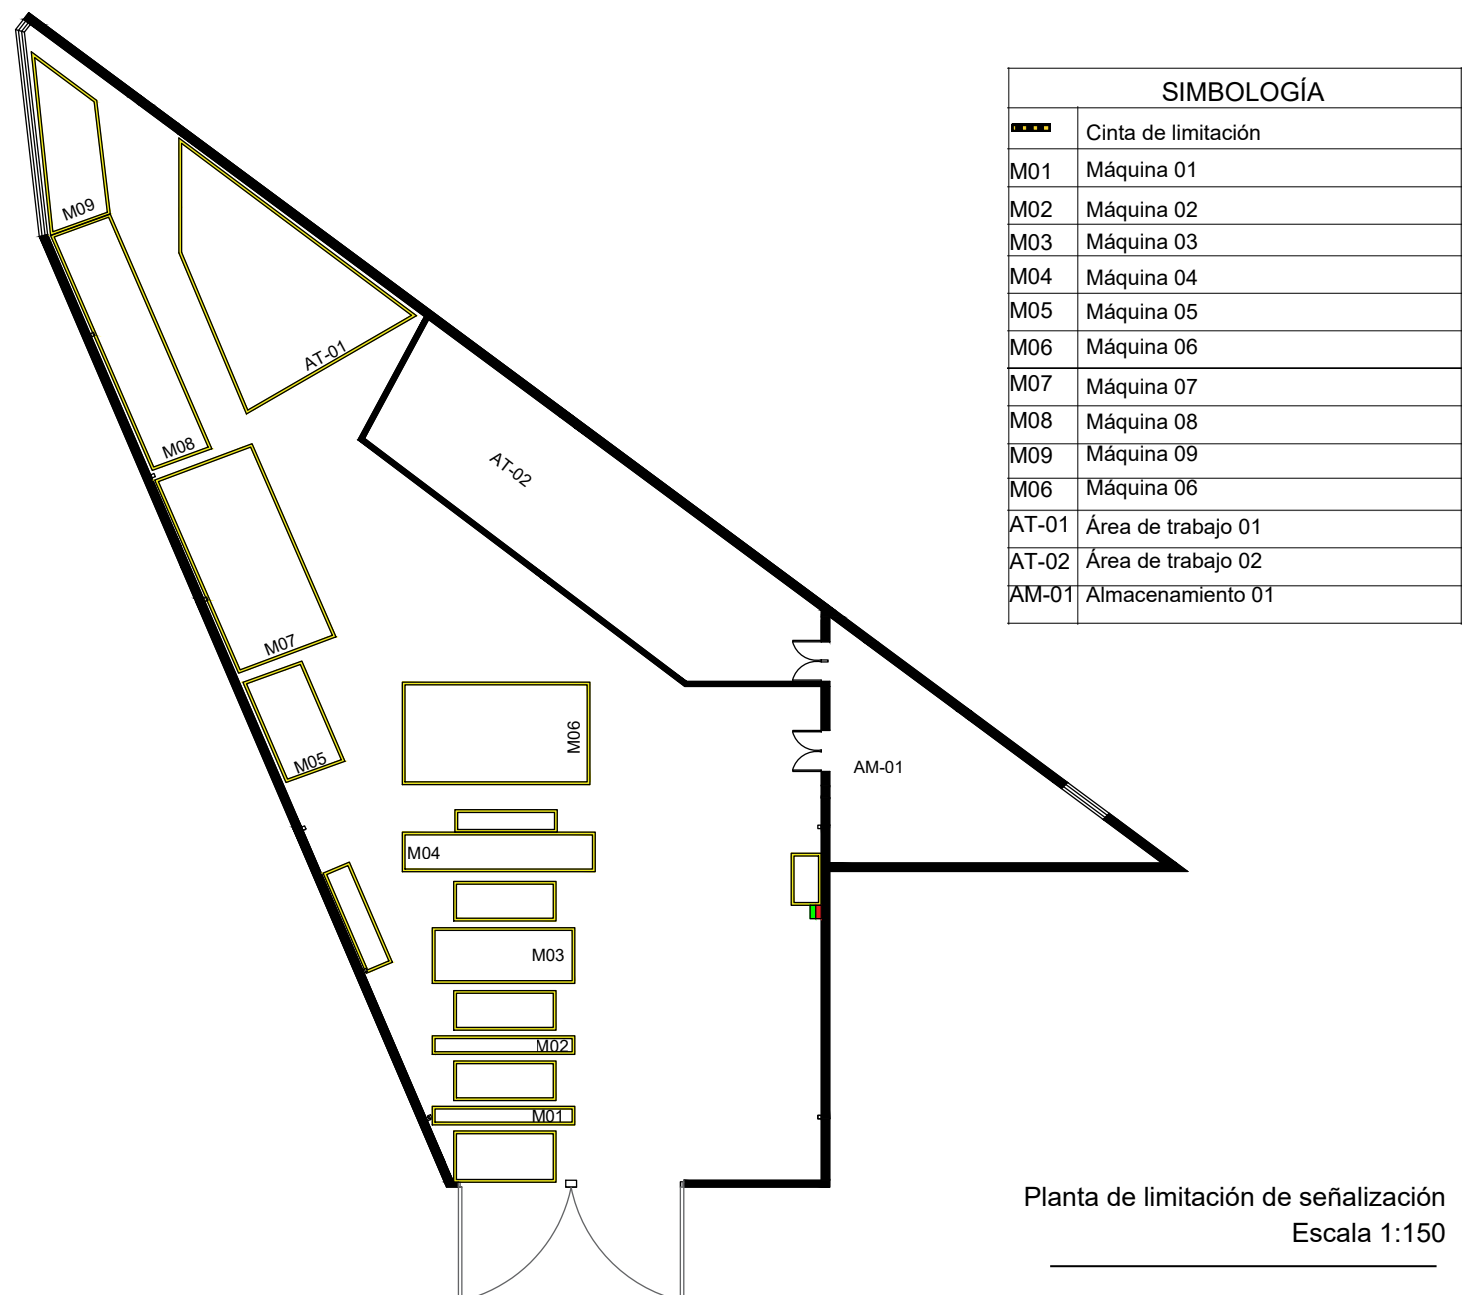 SIMBOLOGÍA
Cinta de limitación
M01 Máquina 01
M02 Máquina 02
M03 Máquina 03
M04 Máquina 04
M05 Máquina 05
M06 Máquina 06
M07 Máquina 07
M08 Máquina 08
M09 Máquina 09
M06 Máquina 06
AT-01 Área de trabajo 01
AT-02 Área de trabajo 02
AM-01 Almacenamiento 01
M09
AT-01
M08
AT-02
M07
M06
M05
AM-01
M04
M03
M02
M01
Planta de limitación de señalización
Escala 1:150